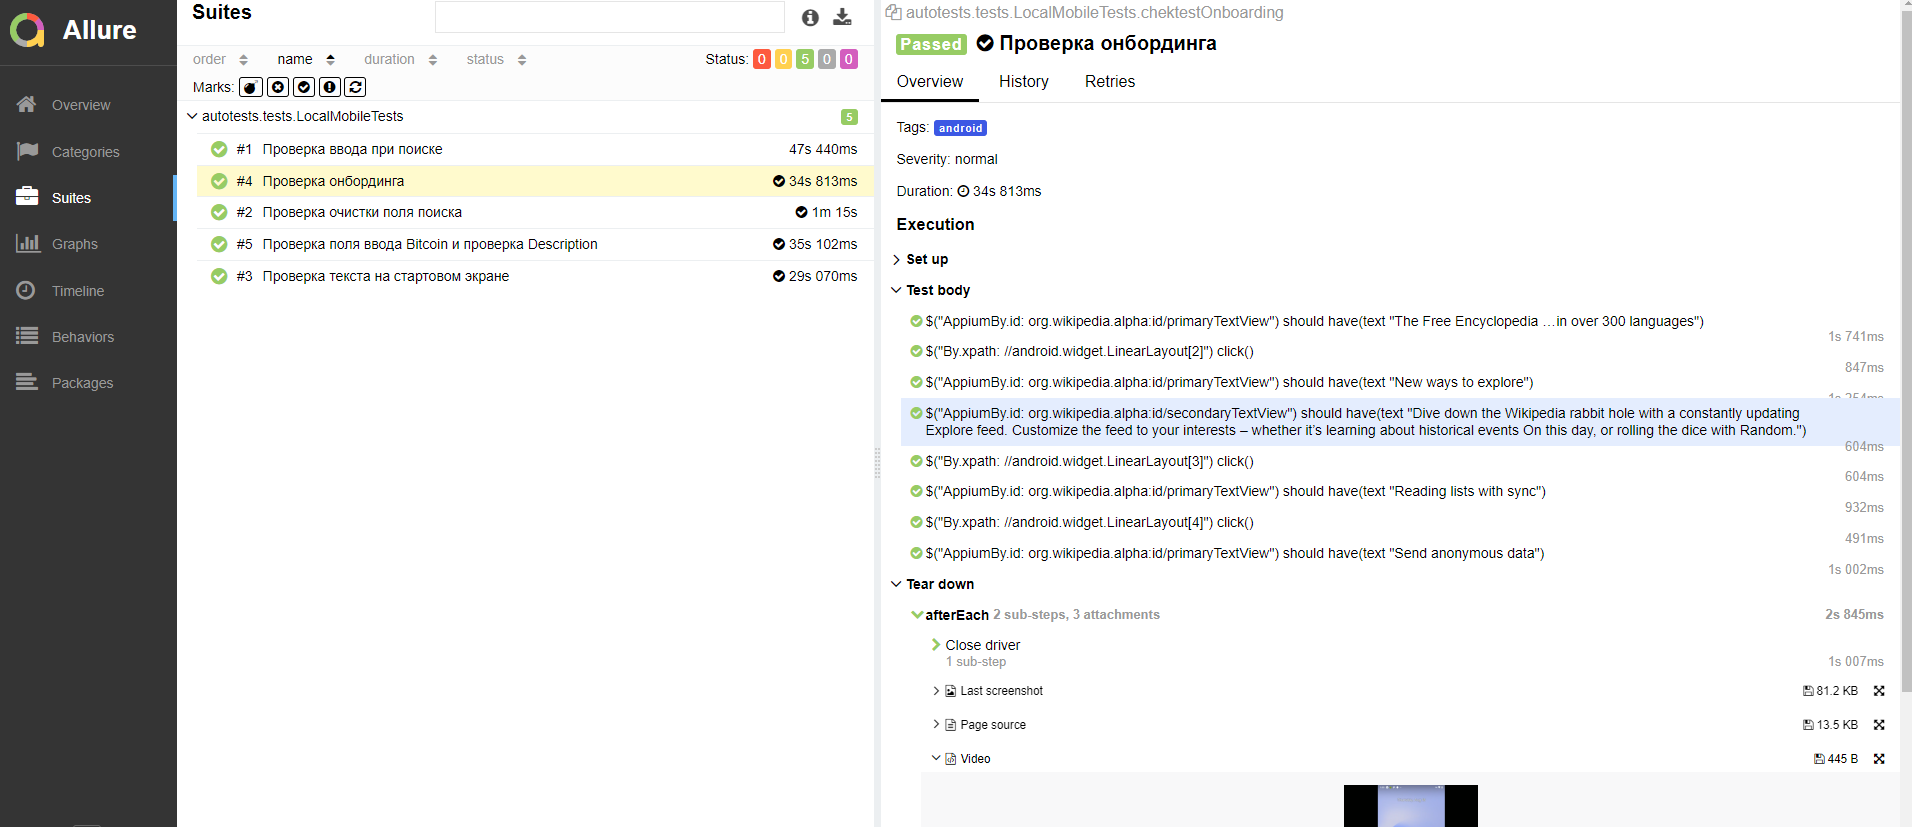 Allure
Overview
Categories
Suites
Graphs
Timeline
Behaviors
Packages
Suites
order name duration status Status: 0 0 5 0 0
Marks:
autotests.tests.LocalMobileTests 5
#1 Проверка ввода при поиске 47s 440ms
#4 Проверка онбординга 34s 813ms
#2 Проверка очистки поля поиска 1m 15s
#5 Проверка поля ввода Bitcoin и проверка Description 35s 102ms
#3 Проверка текста на стартовом экране 29s 070ms
autotests.tests.LocalMobileTests.chektestOnboarding
Passed Проверка онбординга
Overview History Retries
Tags: android
Severity: normal
Duration: 34s 813ms
Execution
Set up
Test body
$("AppiumBy.id: org.wikipedia.alpha:id/primaryTextView") should have(text "The Free Encyclopedia …in over 300 languages")
1s 741ms
$("By.xpath: //android.widget.LinearLayout[2]") click()
847ms
$("AppiumBy.id: org.wikipedia.alpha:id/primaryTextView") should have(text "New ways to explore")
$("AppiumBy.id: org.wikipedia.alpha:id/secondaryTextView") should have(text "Dive down the Wikipedia rabbit hole with a constantly updating
Explore feed. Customize the feed to your interests – whether it’s learning about historical events On this day, or rolling the dice with Random.")
604ms
$("By.xpath: //android.widget.LinearLayout[3]") click()
604ms
$("AppiumBy.id: org.wikipedia.alpha:id/primaryTextView") should have(text "Reading lists with sync")
932ms
$("By.xpath: //android.widget.LinearLayout[4]") click()
491ms
$("AppiumBy.id: org.wikipedia.alpha:id/primaryTextView") should have(text "Send anonymous data")
1s 002ms
Tear down
afterEach 2 sub-steps, 3 attachments 2s 845ms
Close driver
1 sub-step 1s 007ms
Last screenshot 81.2 KB
Page source 13.5 KB
Video 445 B